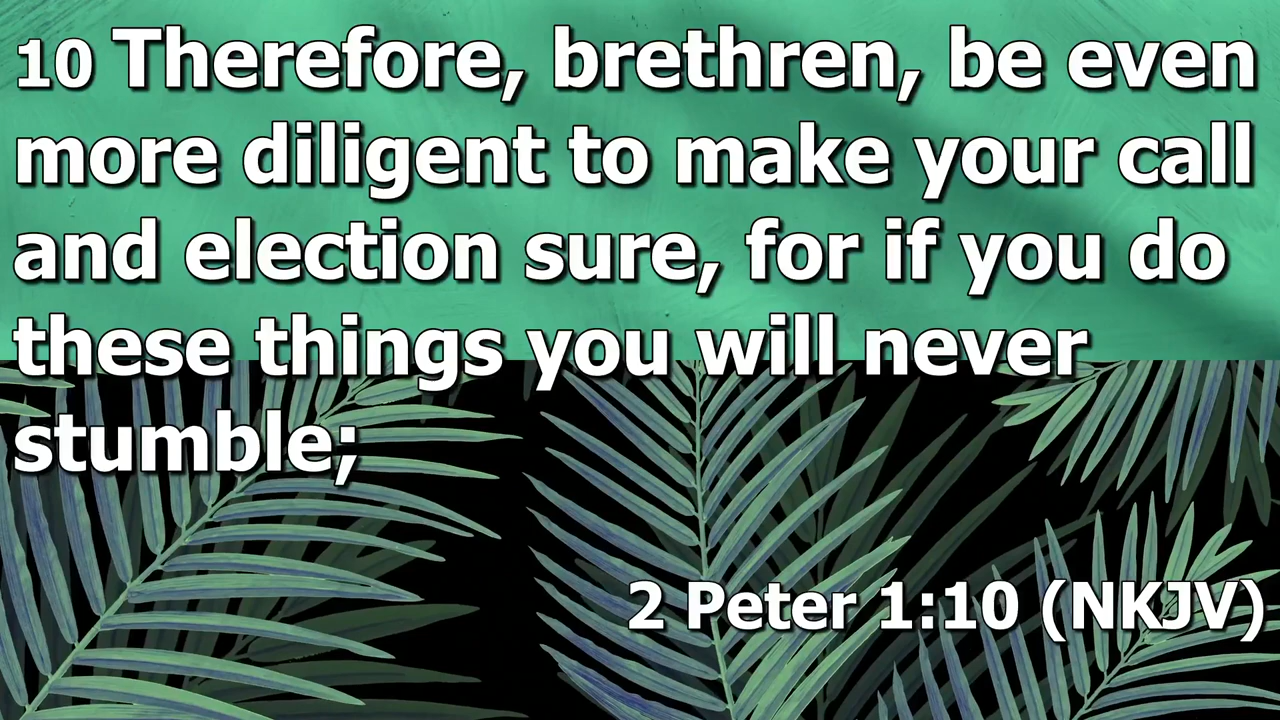 10 Therefore, brethren, be even
more diligent to make your call
and election sure, for if you do
these things you will never
stumble;
2 Peter 1:10 (NKJV)